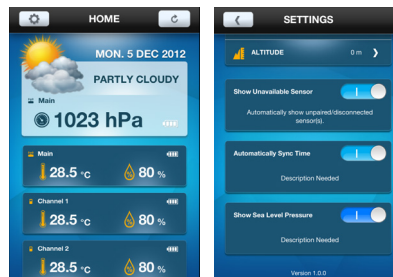 HOME
MON. 5 DEC 2012
PARTLY CLOUDY
Main
1023 hPa
Main
28.5 °C 80 %
Channel 1
28.5 °C 80 %
Channel 2
28.5 °C 80 %
SETTINGS
ALTITUDE 0 m
Show Unavailable Sensor
Automatically show unpaired/disconnected
sensor(s).
Automatically Sync Time
Description Needed
Show Sea Level Pressure
Description Needed
Version 1.0.0